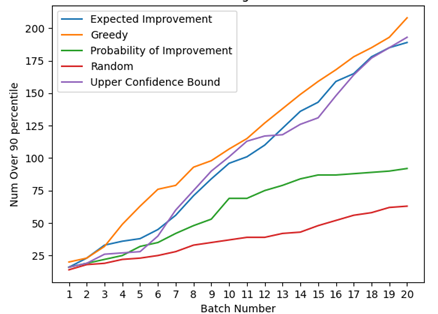 Expected Improvement
Greedy
Probability of Improvement
Random
Upper Confidence Bound
Num Over 90 percentile
200
175
150
125
100
75
50
25
1 2 3 4 5 6 7 8 9 10 11 12 13 14 15 16 17 18 19 20
Batch Number